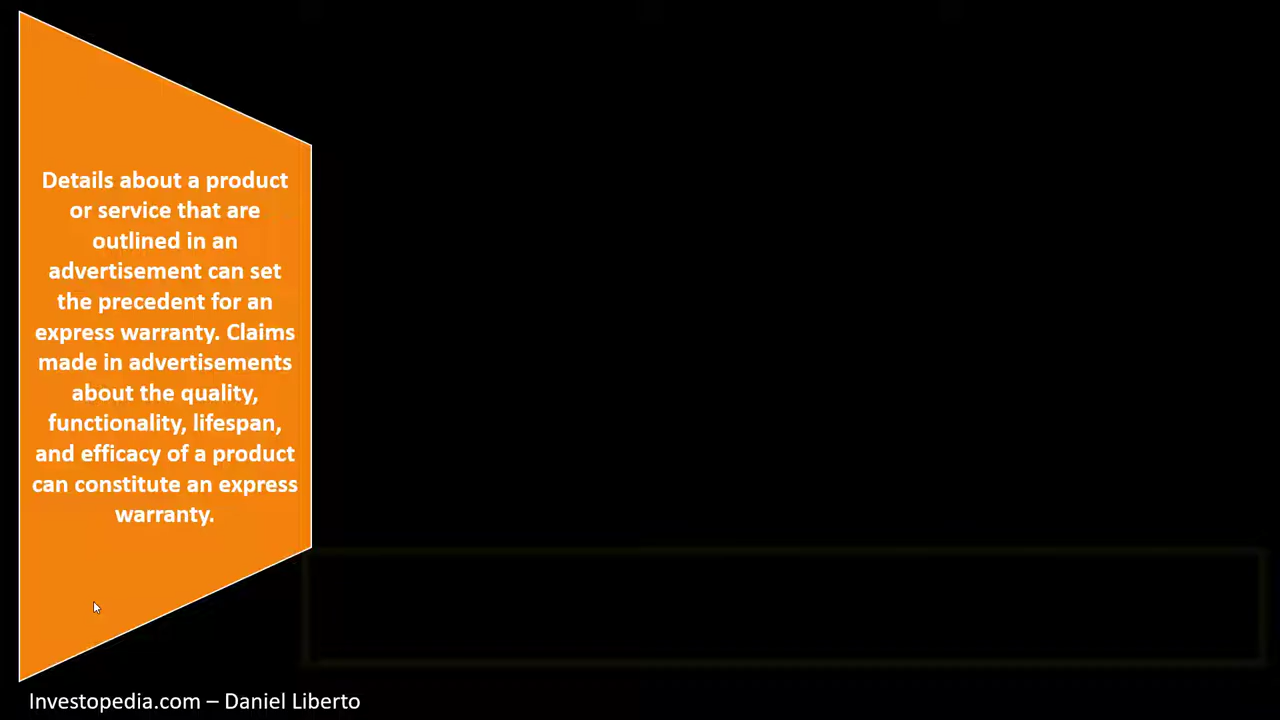 Details about a product
or service that are
outlined in an
advertisement can set
the precedent for an
express warranty. Claims
made in advertisements
about the quality,
functionality, lifespan,
and efficacy of a product
can constitute an express
warranty.
Investopedia.com – Daniel Liberto